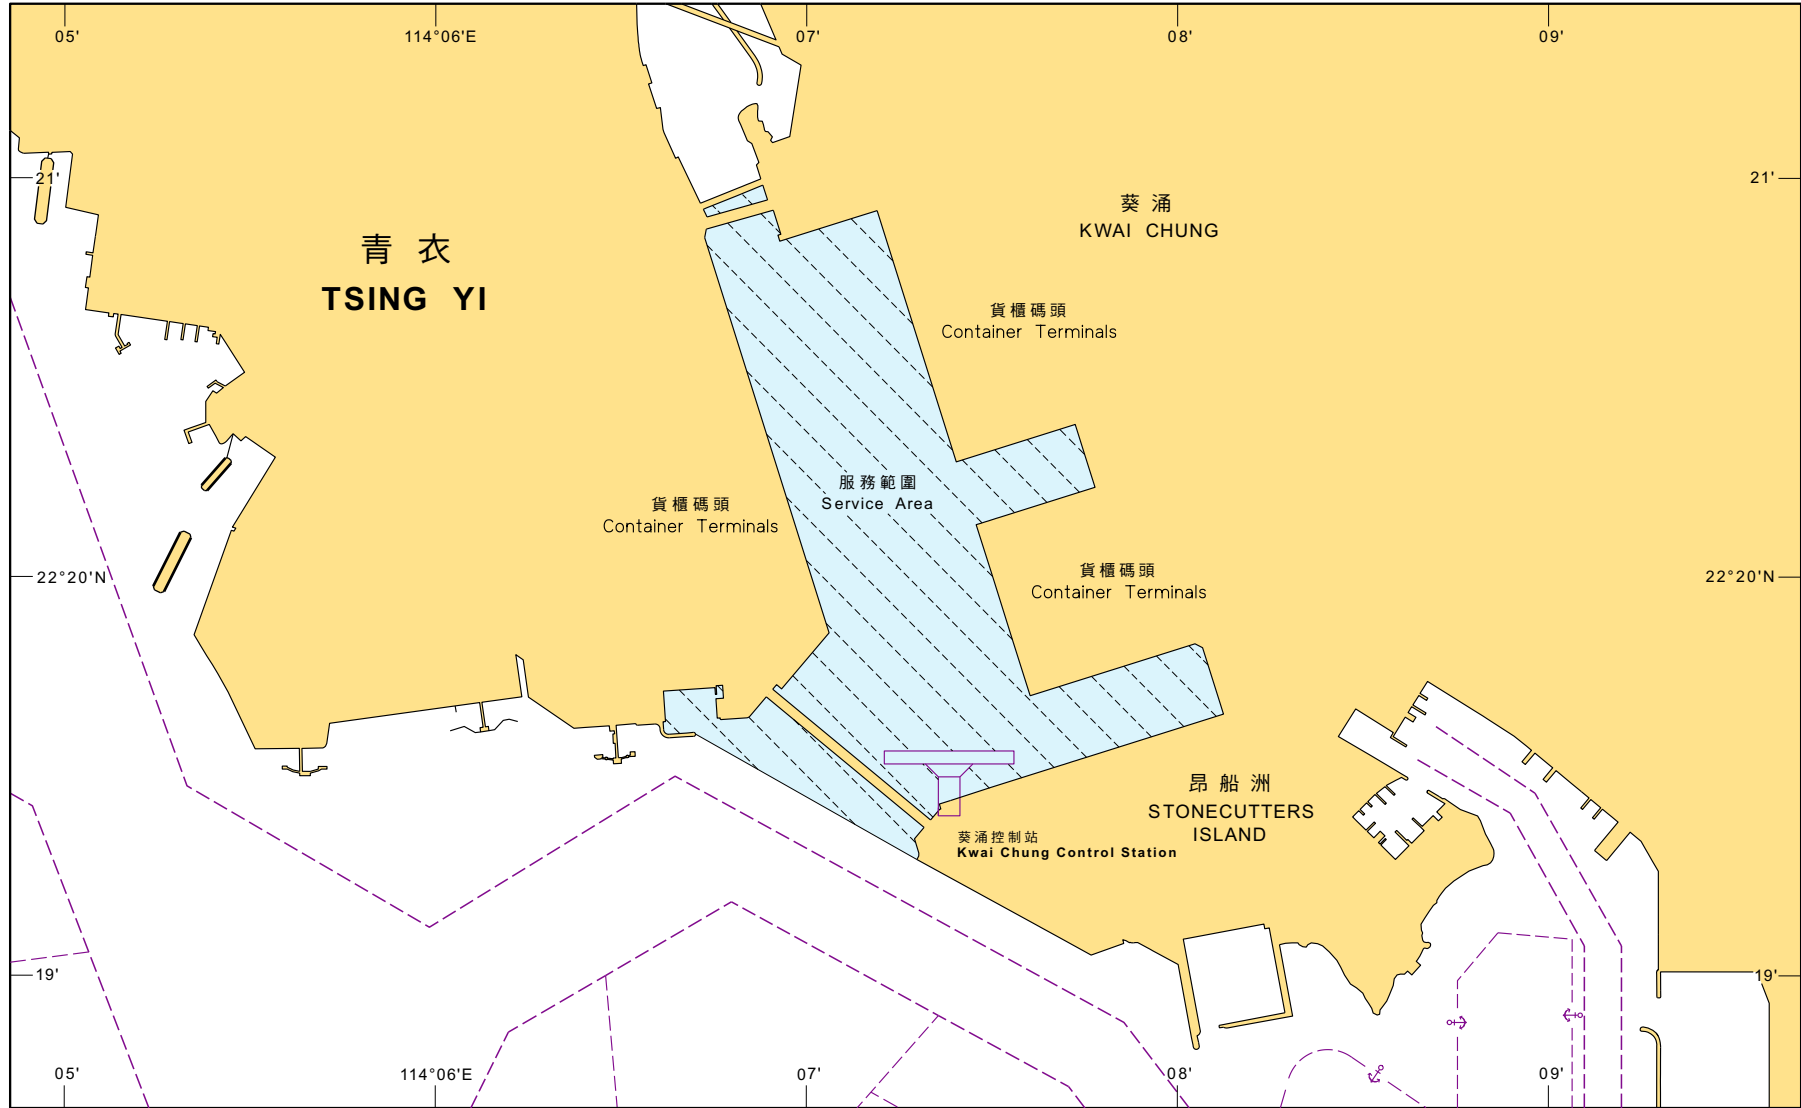 05'
114°06'E
07'
08'
09'
21'
21'
葵涌
KWAI CHUNG
青衣
TSING YI
貨櫃碼頭
Container Terminals
服務範圍
Service Area
貨櫃碼頭
Container Terminals
22°20'N
貨櫃碼頭
Container Terminals
22°20'N
昂船洲
STONECUTTERS
ISLAND
葵涌控制站
Kwai Chung Control Station
19'
19'
05'
114°06'E
07'
08'
09'